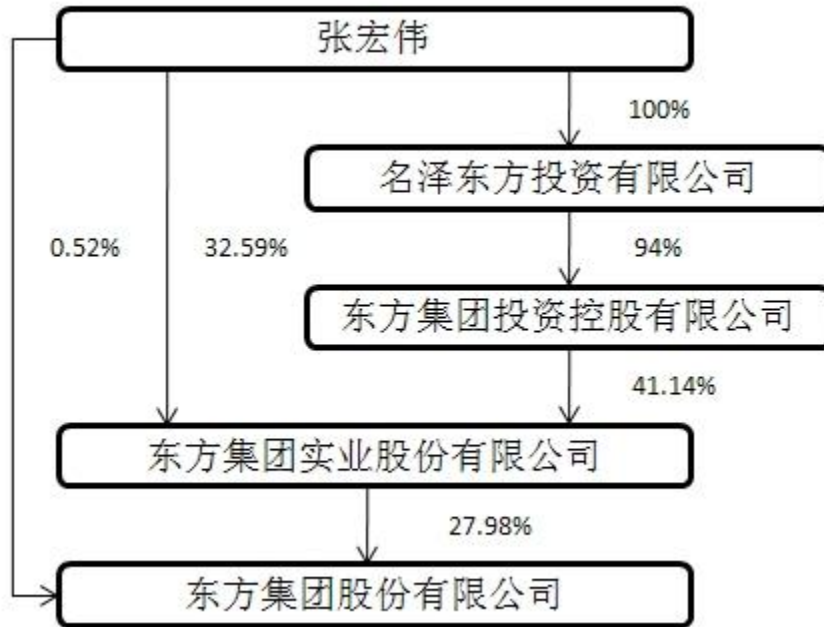 张宏伟
100%
名泽东方投资有限公司
0.52%
32.59%
94%
东方集团投资控股有限公司
41.14%
东方集团实业股份有限公司
27.98%
东方集团股份有限公司